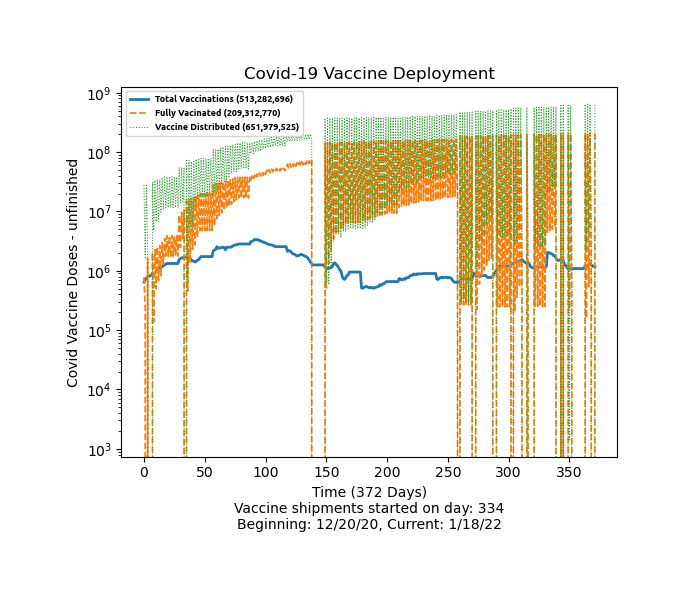 Covid-19 Vaccine Deployment
Total Vaccinations (513,282,696)
Fully Vacinated (209,312,770)
Vaccine Distributed (651,979,525)
Covid Vaccine Doses - unfinished
10⁹
10⁸
10⁷
10⁶
10⁵
10⁴
10³
0 50 100 150 200 250 300 350
Time (372 Days)
Vaccine shipments started on day: 334
Beginning: 12/20/20, Current: 1/18/22